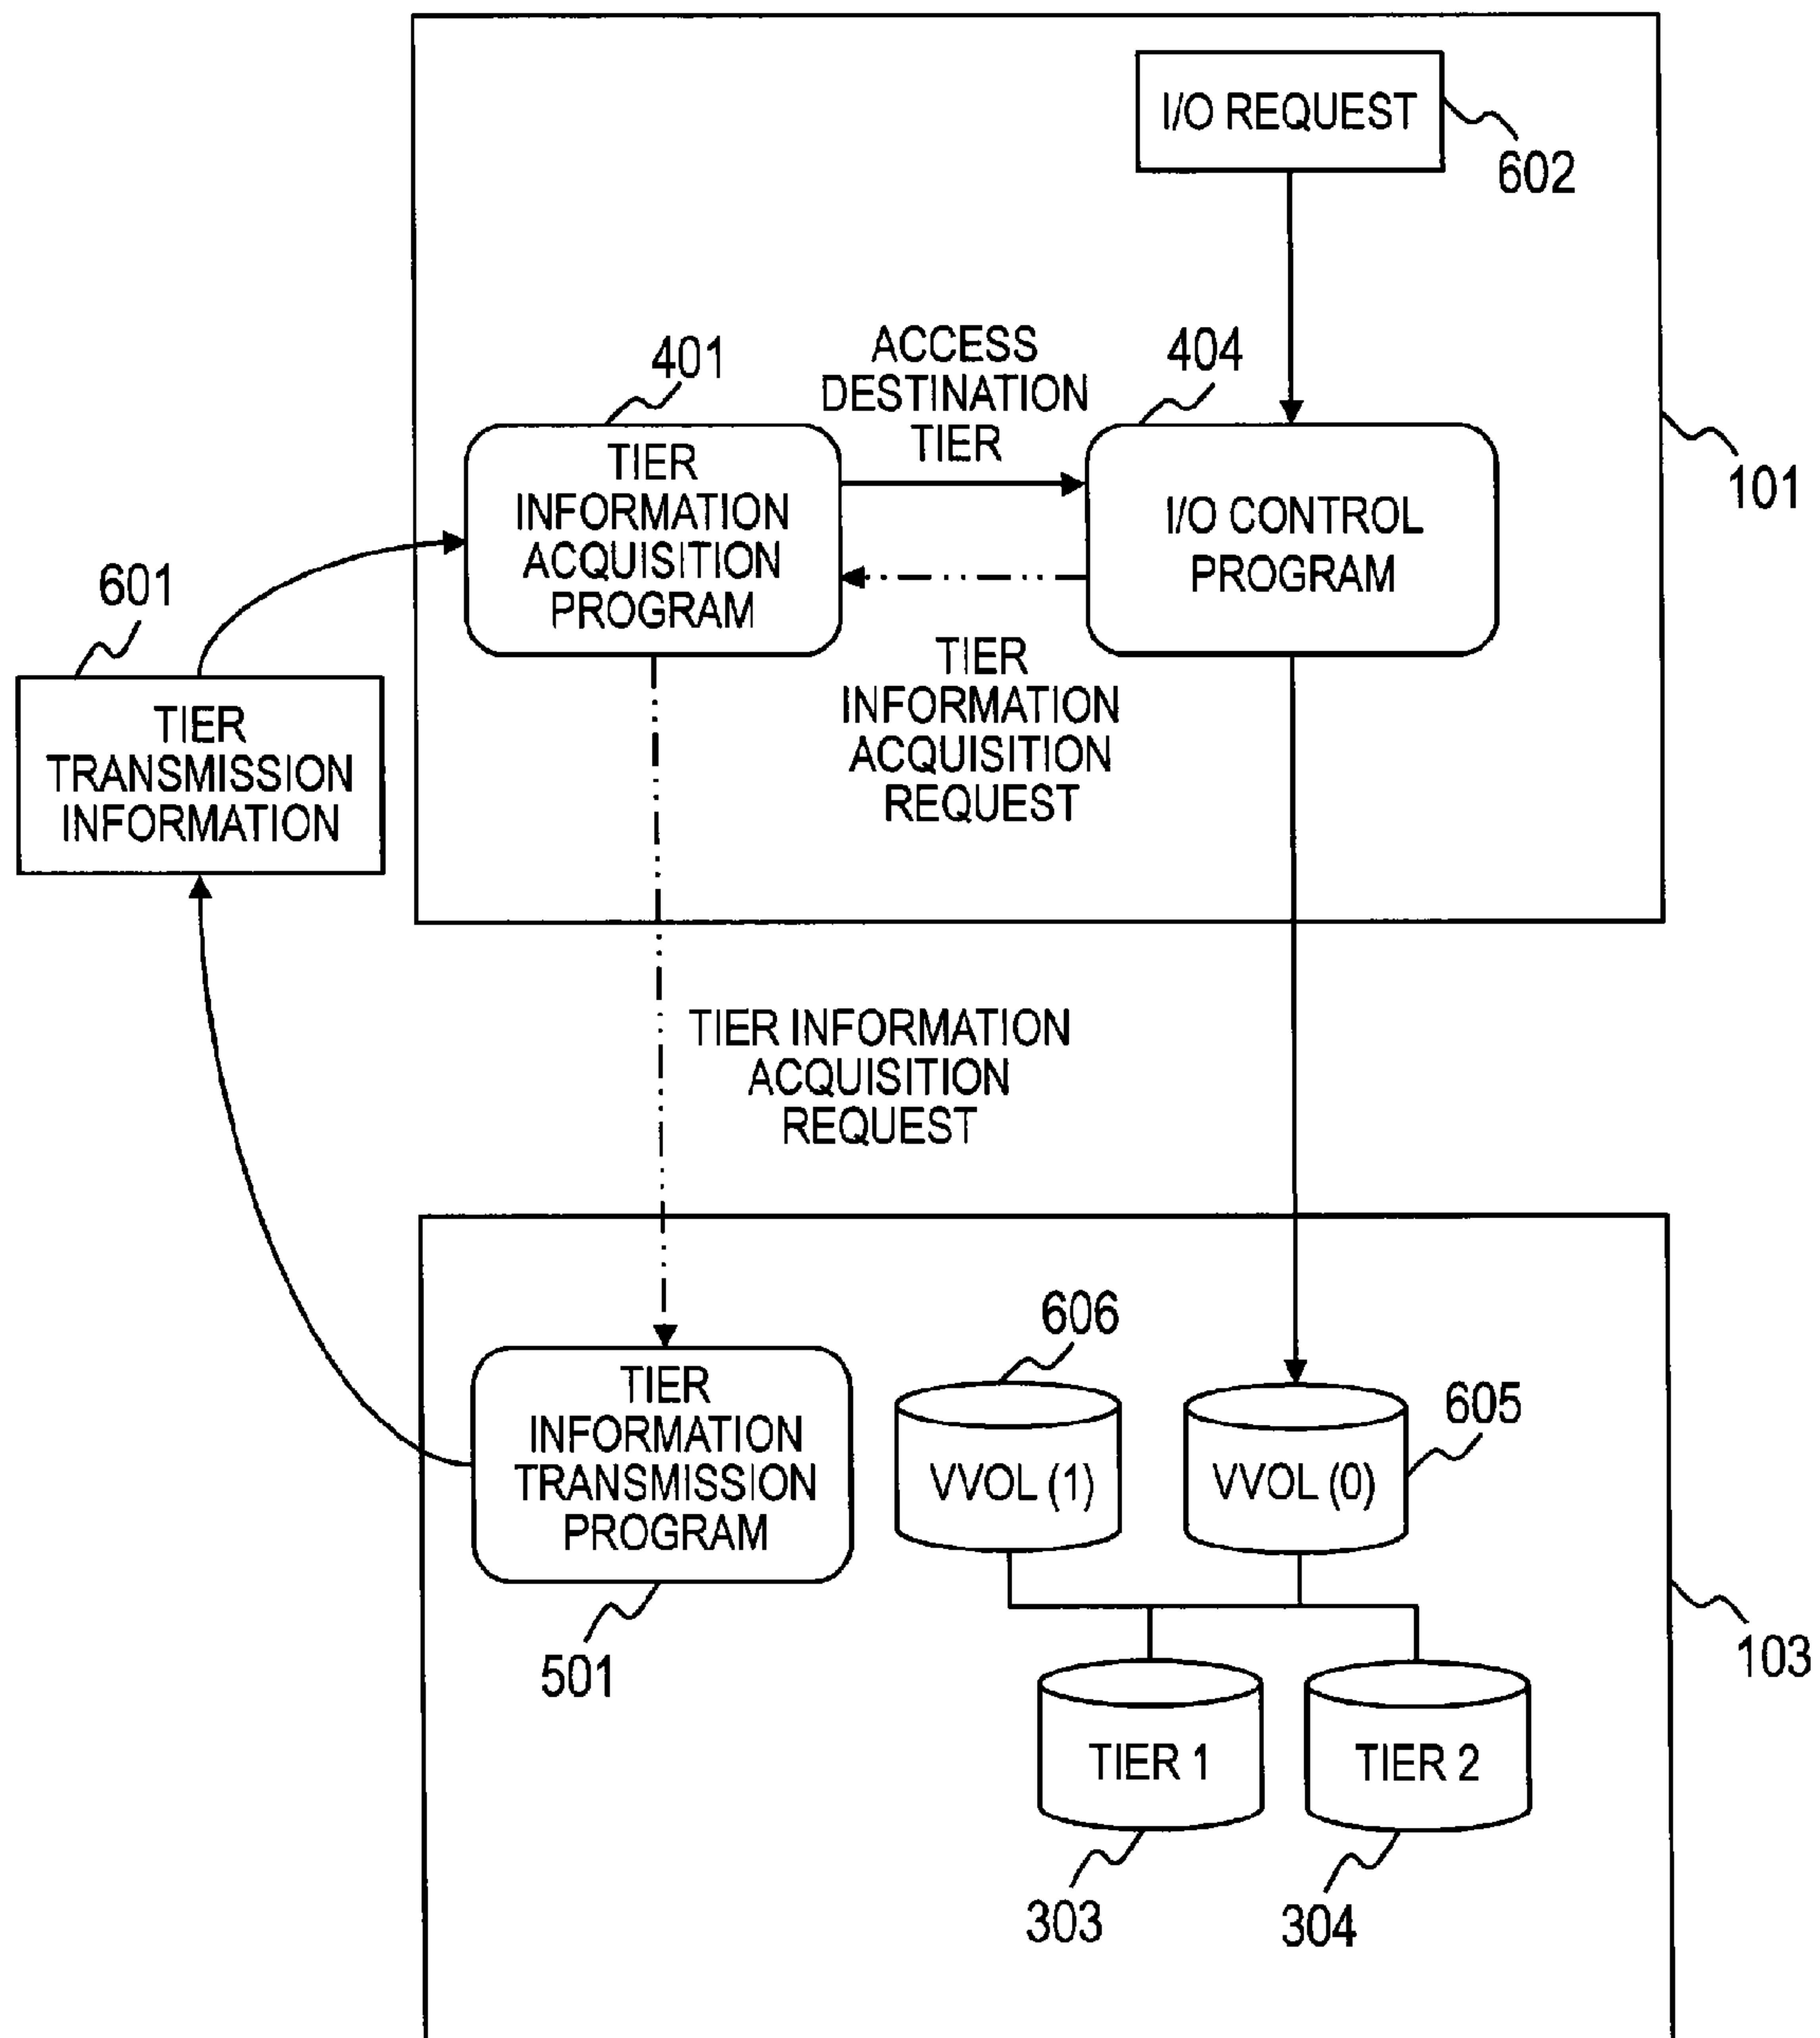 I/O REQUEST
602
401
ACCESS
DESTINATION
TIER
404
TIER
INFORMATION
ACQUISITION
PROGRAM
I/O CONTROL
PROGRAM
101
601
TIER
TRANSMISSION
INFORMATION
TIER
INFORMATION
ACQUISITION
REQUEST
TIER INFORMATION
ACQUISITION
REQUEST
606
605
TIER
INFORMATION
TRANSMISSION
PROGRAM
VVOL (1)
VVOL (0)
501
103
TIER 1
TIER 2
303
304